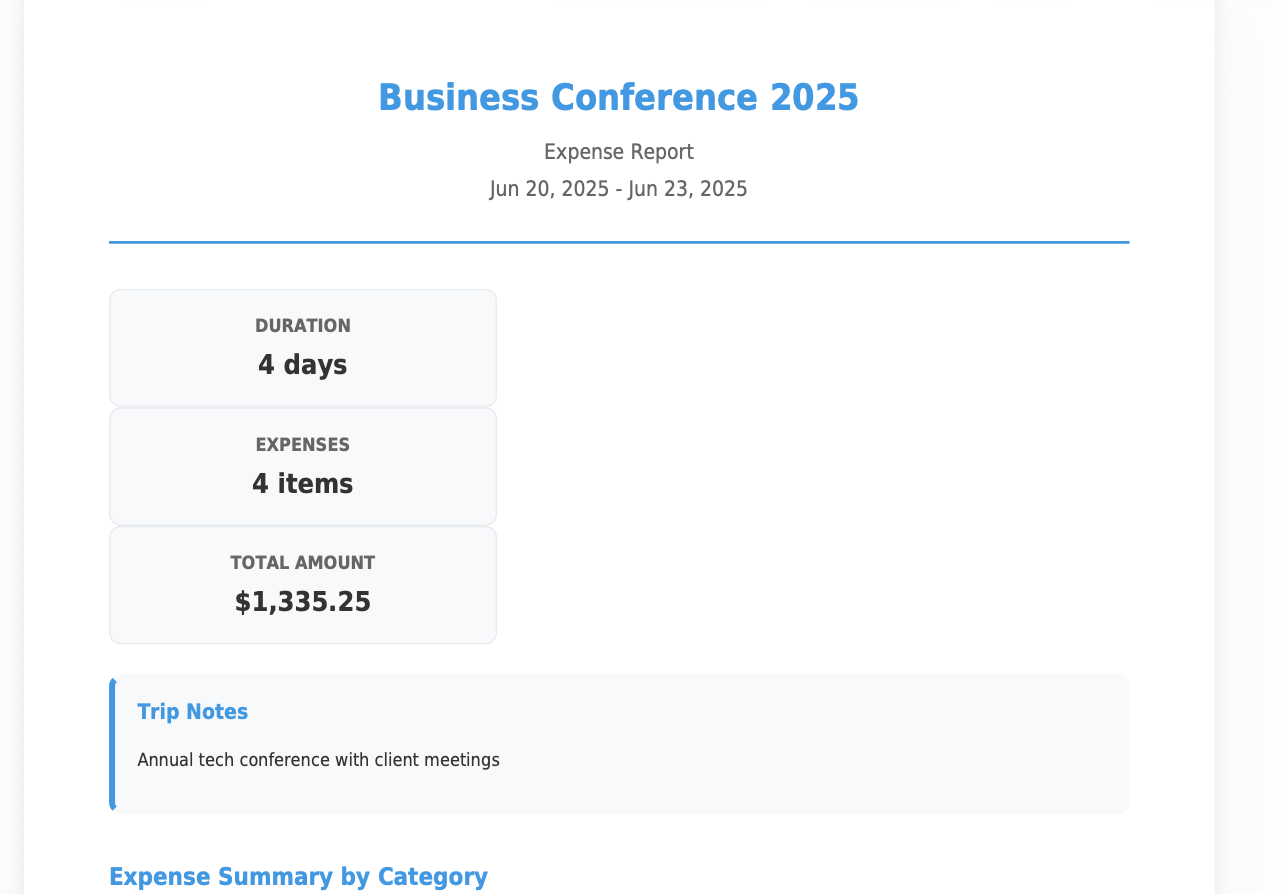 Business Conference 2025
Expense Report
Jun 20, 2025 - Jun 23, 2025
DURATION
4 days
EXPENSES
4 items
TOTAL AMOUNT
$1,335.25
Trip Notes
Annual tech conference with client meetings
Expense Summary by Category